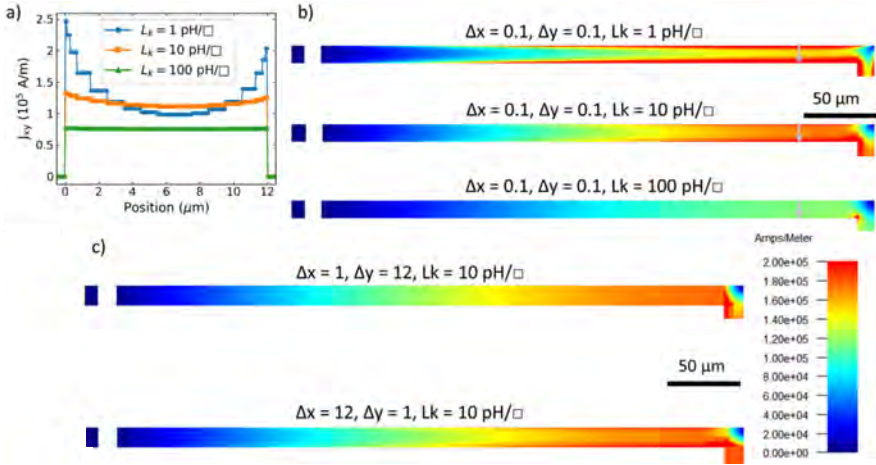 a)
2.5
2
1.5
1
0.5
0
J_xy (10^5 A/m)
L_k = 1 pH/□
L_k = 10 pH/□
L_k = 100 pH/□
0 2 4 6 8 10 12
Position (μm)
b)
Δx = 0.1, Δy = 0.1, Lk = 1 pH/□
50 μm
Δx = 0.1, Δy = 0.1, Lk = 10 pH/□
Δx = 0.1, Δy = 0.1, Lk = 100 pH/□
c)
Δx = 1, Δy = 12, Lk = 10 pH/□
50 μm
Δx = 12, Δy = 1, Lk = 10 pH/□
Amps/Meter
2.00e+05
1.80e+05
1.60e+05
1.40e+05
1.20e+05
1.00e+05
8.00e+04
6.00e+04
4.00e+04
2.00e+04
0.00e+00